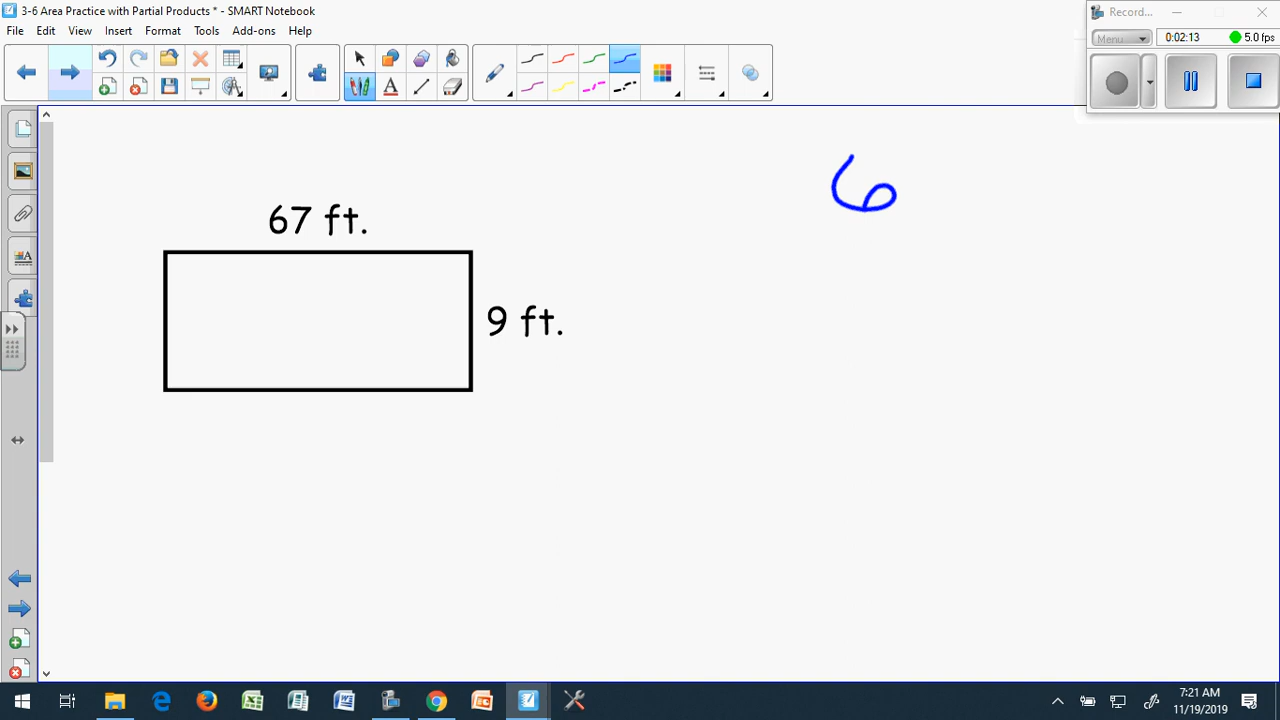 3-6 Area Practice with Partial Products * - SMART Notebook
File Edit View Insert Format Tools Add-ons Help
Record...
Menu 0:02:13 5.0 fps
6
67 ft.
9 ft.
7:21 AM
11/19/2019